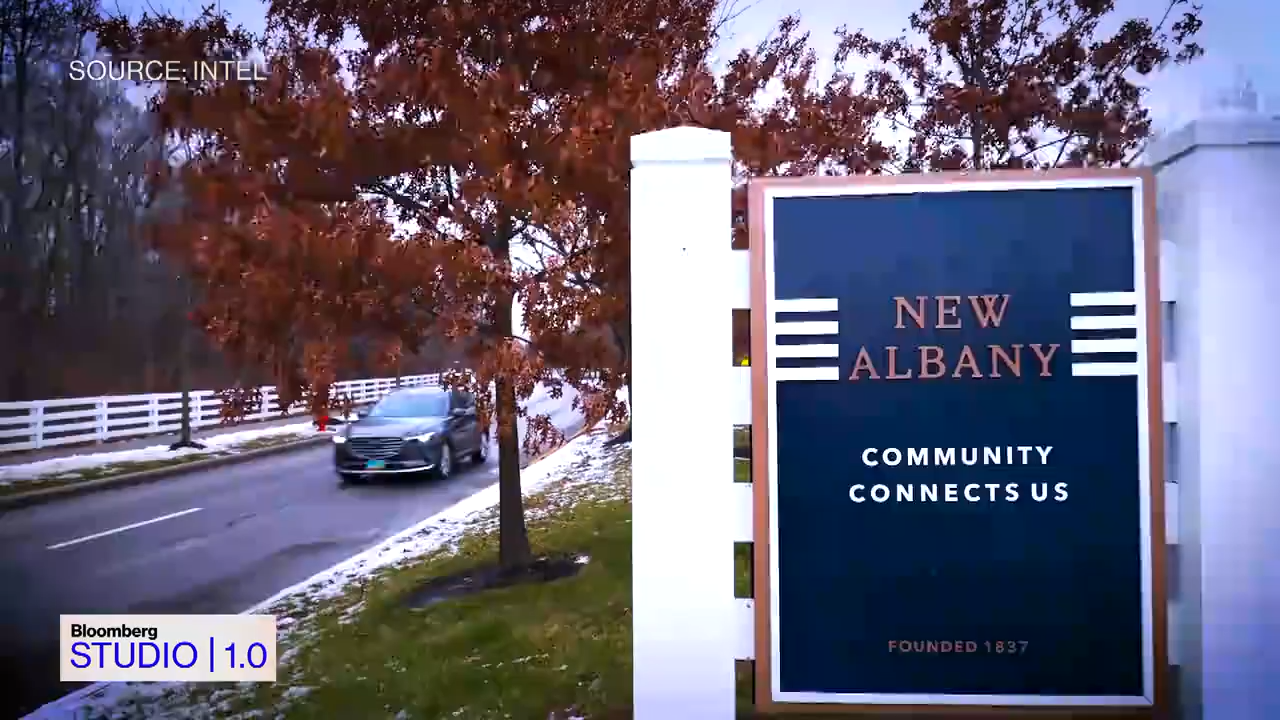 SOURCE: INTEL
NEW
ALBANY
COMMUNITY
CONNECTS US
FOUNDED 1837
Bloomberg
STUDIO | 1.0